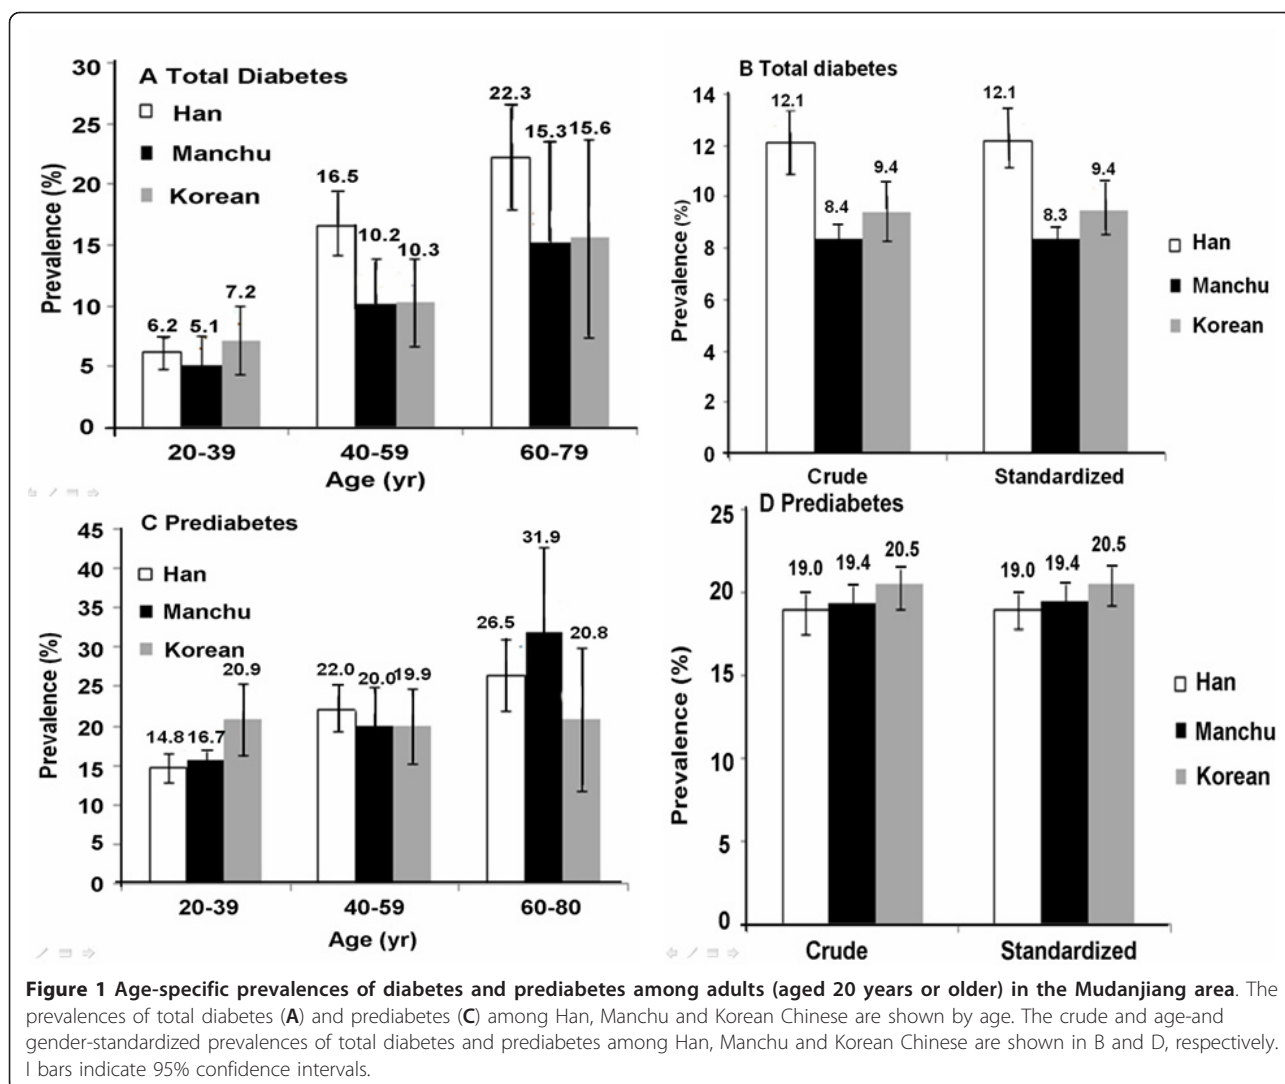 A Total Diabetes
Han
Manchu
Korean
Prevalence (%)
30
25
20
15
10
5
0
6.2 5.1 7.2
16.5 10.2 10.3
22.3 15.3 15.6
20-39 40-59 60-79
Age (yr)
B Total diabetes
Prevalence (%)
14
12
10
8
6
4
2
0
12.1 8.4 9.4
12.1 8.3 9.4
Han
Manchu
Korean
Crude Standardized
C Prediabetes
Han
Manchu
Korean
Prevalence (%)
45
40
35
30
25
20
15
10
5
0
14.8 16.7 20.9
22.0 20.0 19.9
26.5 31.9 20.8
20-39 40-59 60-80
Age (yr)
D Prediabetes
Prevalence (%)
25
20
15
10
5
0
19.0 19.4 20.5
19.0 19.4 20.5
Han
Manchu
Korean
Crude Standardized
Figure 1 Age-specific prevalences of diabetes and prediabetes among adults (aged 20 years or older) in the Mudanjiang area. The
prevalences of total diabetes (A) and prediabetes (C) among Han, Manchu and Korean Chinese are shown by age. The crude and age-and
gender-standardized prevalences of total diabetes and prediabetes among Han, Manchu and Korean Chinese are shown in B and D, respectively.
I bars indicate 95% confidence intervals.